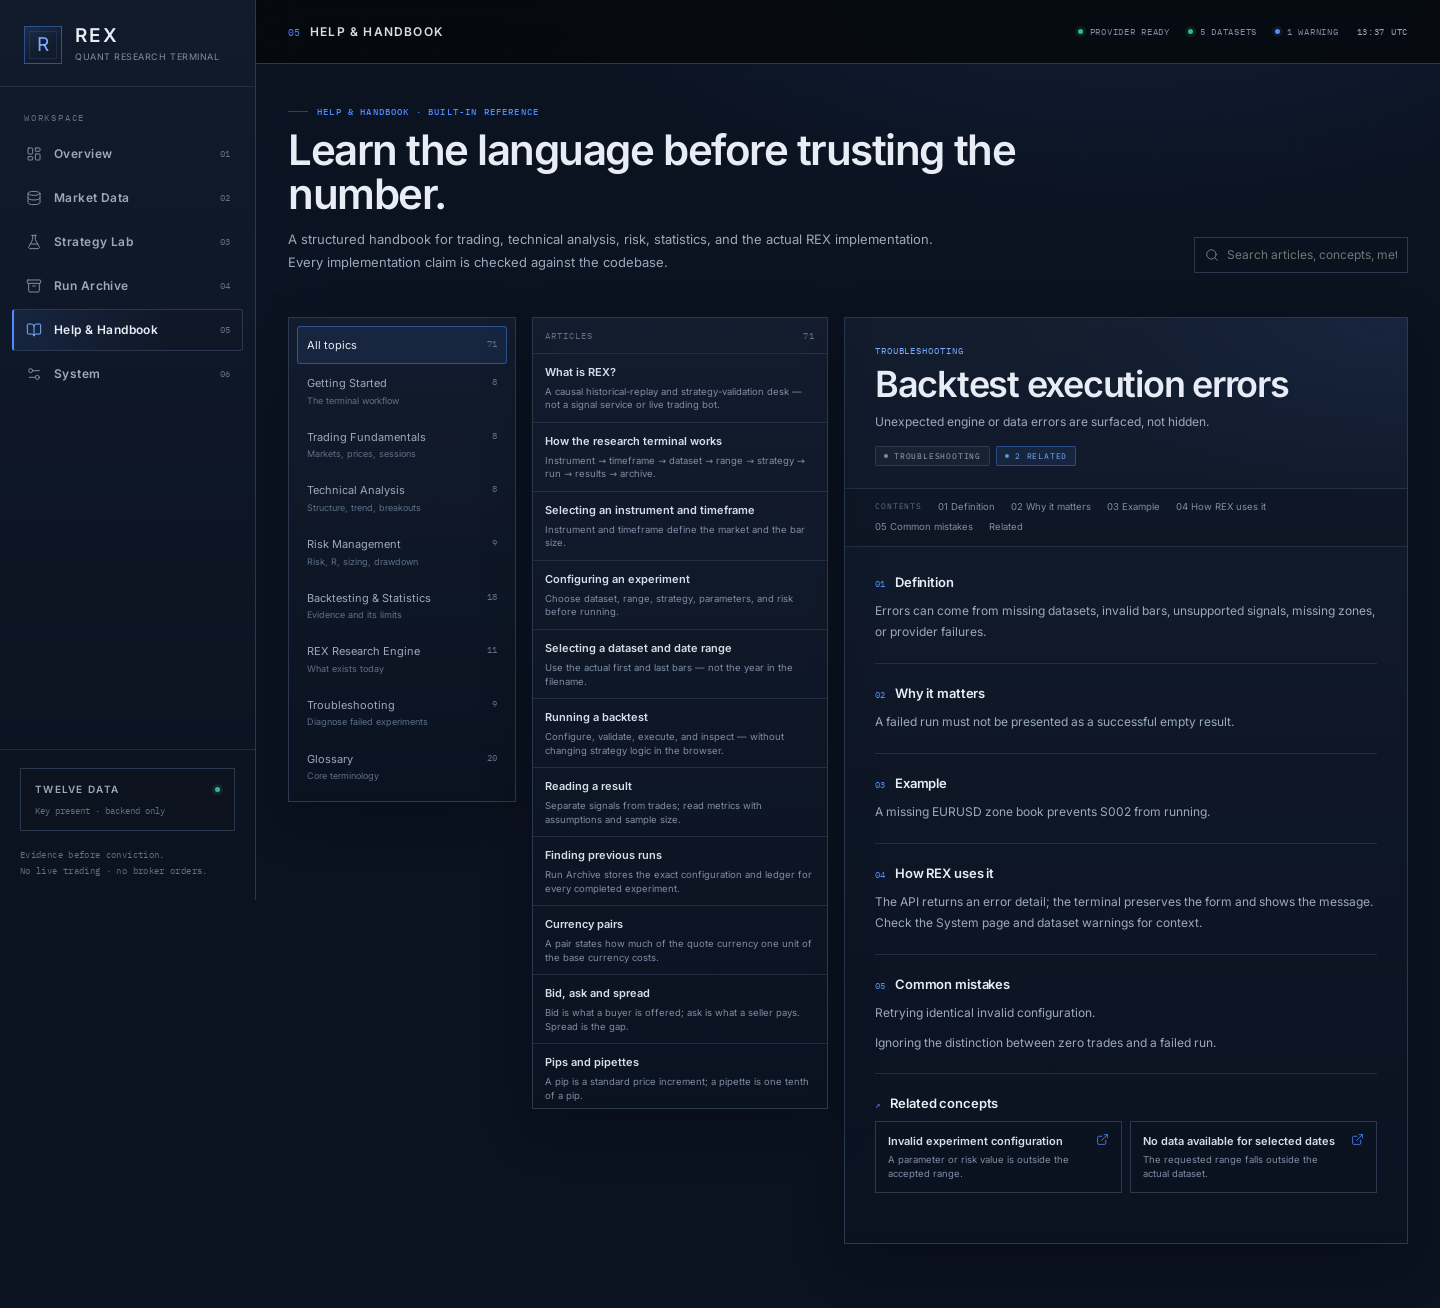 R
REX
QUANT RESEARCH TERMINAL
WORKSPACE
Overview 01
Market Data 02
Strategy Lab 03
Run Archive 04
Help & Handbook 05
System 06
TWELVE DATA
Key present · backend only
Evidence before conviction.
No live trading · no broker orders.
05 HELP & HANDBOOK
PROVIDER READY 5 DATASETS 1 WARNING 13:37 UTC
HELP & HANDBOOK · BUILT-IN REFERENCE
Learn the language before trusting the
number.
A structured handbook for trading, technical analysis, risk, statistics, and the actual REX implementation.
Every implementation claim is checked against the codebase.
Search articles, concepts, met
All topics 71
Getting Started 8
The terminal workflow
Trading Fundamentals 8
Markets, prices, sessions
Technical Analysis 8
Structure, trend, breakouts
Risk Management 9
Risk, R, sizing, drawdown
Backtesting & Statistics 18
Evidence and its limits
REX Research Engine 11
What exists today
Troubleshooting 9
Diagnose failed experiments
Glossary 20
Core terminology
ARTICLES 71
What is REX?
A causal historical-replay and strategy-validation desk —
not a signal service or live trading bot.
How the research terminal works
Instrument → timeframe → dataset → range → strategy →
run → results → archive.
Selecting an instrument and timeframe
Instrument and timeframe define the market and the bar
size.
Configuring an experiment
Choose dataset, range, strategy, parameters, and risk
before running.
Selecting a dataset and date range
Use the actual first and last bars — not the year in the
filename.
Running a backtest
Configure, validate, execute, and inspect — without
changing strategy logic in the browser.
Reading a result
Separate signals from trades; read metrics with
assumptions and sample size.
Finding previous runs
Run Archive stores the exact configuration and ledger for
every completed experiment.
Currency pairs
A pair states how much of the quote currency one unit of
the base currency costs.
Bid, ask and spread
Bid is what a buyer is offered; ask is what a seller pays.
Spread is the gap.
Pips and pipettes
A pip is a standard price increment; a pipette is one tenth
of a pip.
TROUBLESHOOTING
Backtest execution errors
Unexpected engine or data errors are surfaced, not hidden.
TROUBLESHOOTING 2 RELATED
CONTENTS 01 Definition 02 Why it matters 03 Example 04 How REX uses it
05 Common mistakes Related
01 Definition
Errors can come from missing datasets, invalid bars, unsupported signals, missing zones,
or provider failures.
02 Why it matters
A failed run must not be presented as a successful empty result.
03 Example
A missing EURUSD zone book prevents S002 from running.
04 How REX uses it
The API returns an error detail; the terminal preserves the form and shows the message.
Check the System page and dataset warnings for context.
05 Common mistakes
Retrying identical invalid configuration.
Ignoring the distinction between zero trades and a failed run.
↗ Related concepts
Invalid experiment configuration
A parameter or risk value is outside the
accepted range.
No data available for selected dates
The requested range falls outside the
actual dataset.